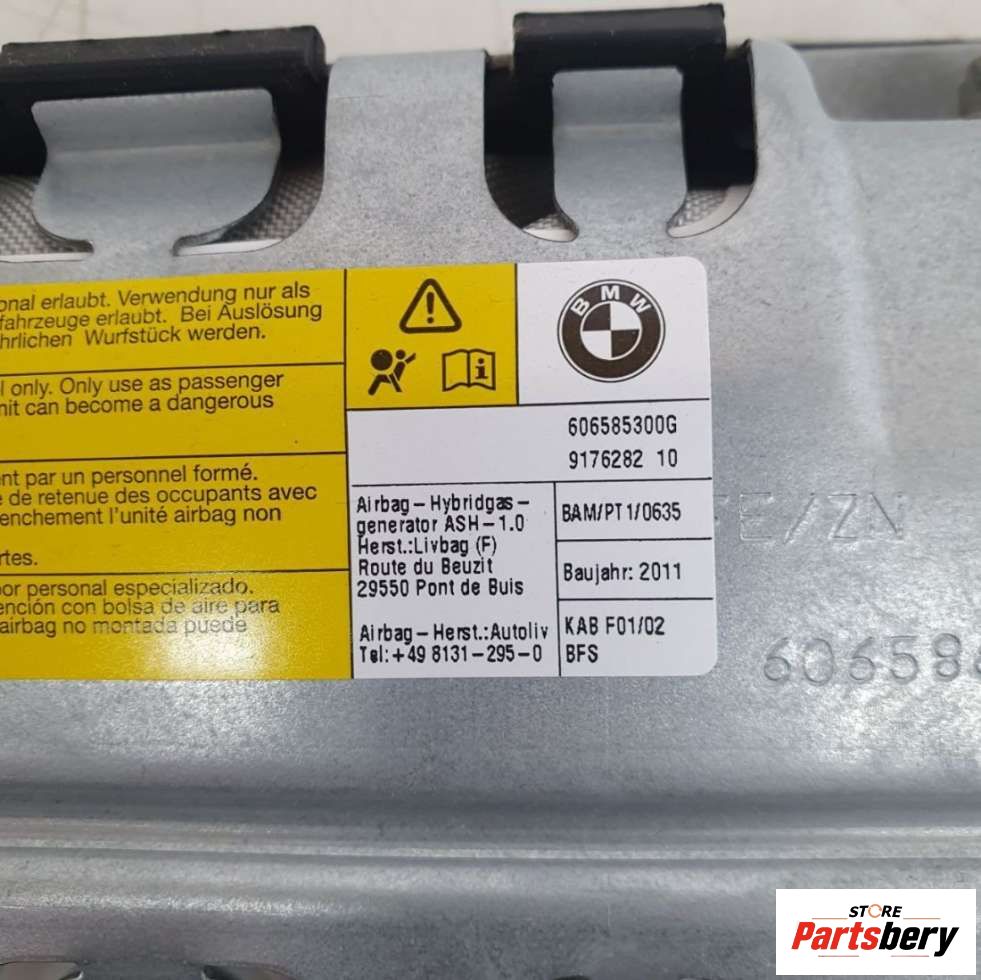 onal erlaubt. Verwendung nur als
fahrzeuge erlaubt. Bei Auslösung
hrlichen Wurfstück werden.
l only. Only use as passenger
nit can become a dangerous
nt par un personnel formé.
e de retenue des occupants avec
enchement l'unité airbag non
rtes.
por personal especializado.
ención con bolsa de aire para
airbag no montada puede
BMW
606585300G
9176282 10
Airbag-Hybridgas-
generator ASH-1.0
Herst.:Livbag (F)
Route du Beuzit
29550 Pont de Buis
Airbag-Herst.:Autoliv
Tel:+49 8131-295-0
BAM/PT1/0635
Baujahr: 2011
KAB F01/02
BFS
E/ZN
60658
STORE
Partsbery